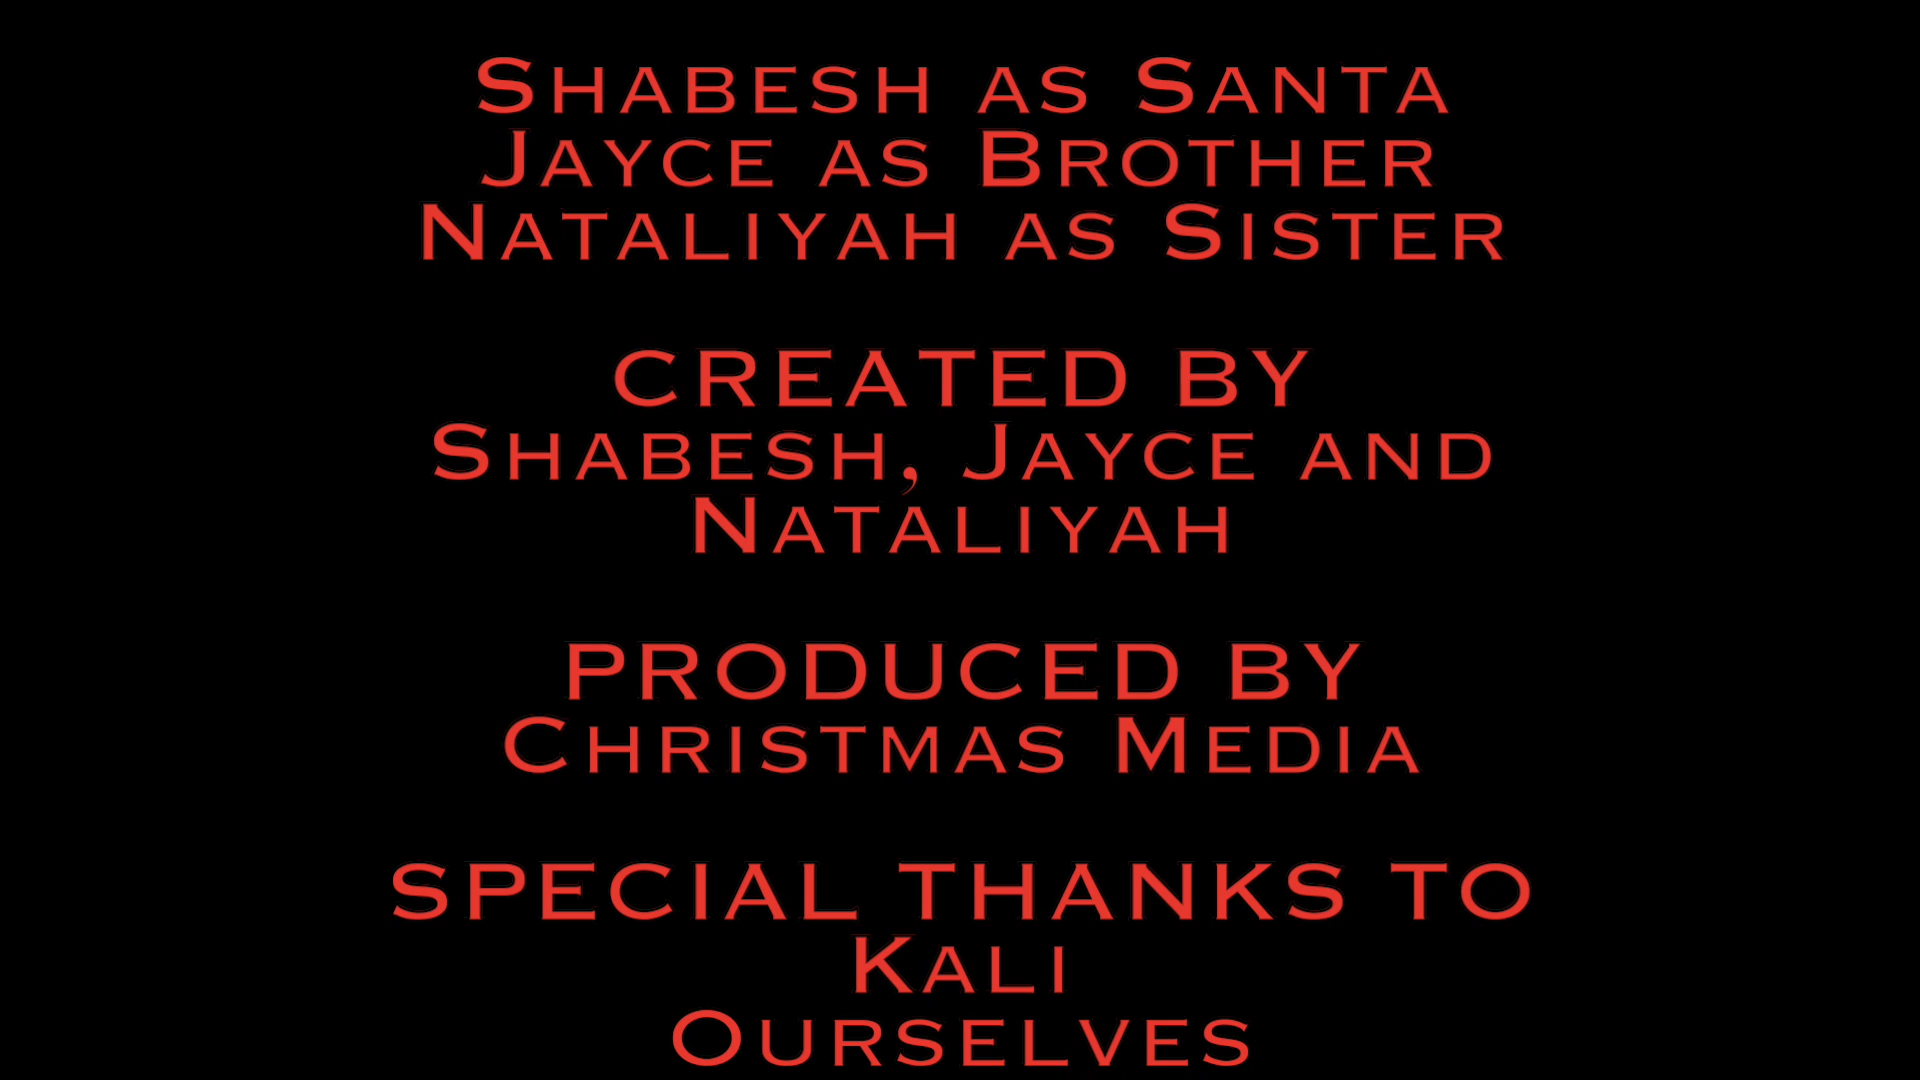 Shabesh as Santa
Jayce as Brother
Nataliyah as Sister
CREATED BY
Shabesh, Jayce and
Nataliyah
PRODUCED BY
Christmas Media
SPECIAL THANKS TO
Kali
Ourselves